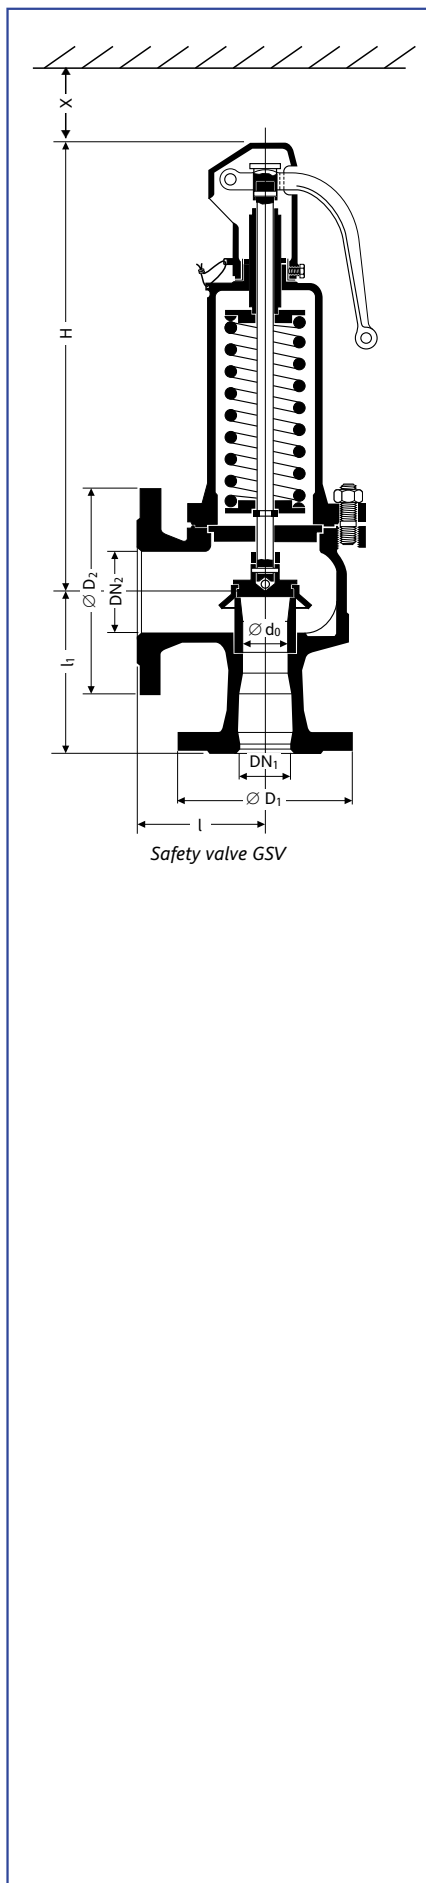 X
H
Ø D₂
DN₂
l₁
Ø d₀
DN₁
Ø D₁
l
Safety valve GSV